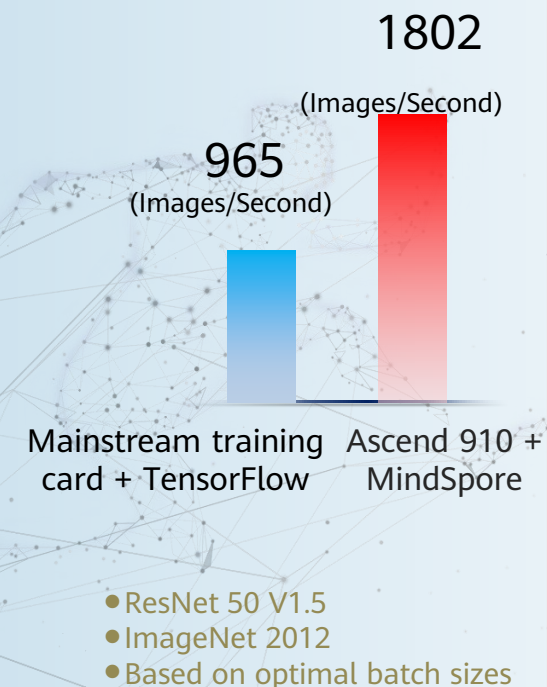 1802
(Images/Second)
965
(Images/Second)
Mainstream training
card + TensorFlow
Ascend 910 +
MindSpore
●ResNet 50 V1.5
●ImageNet 2012
●Based on optimal batch sizes